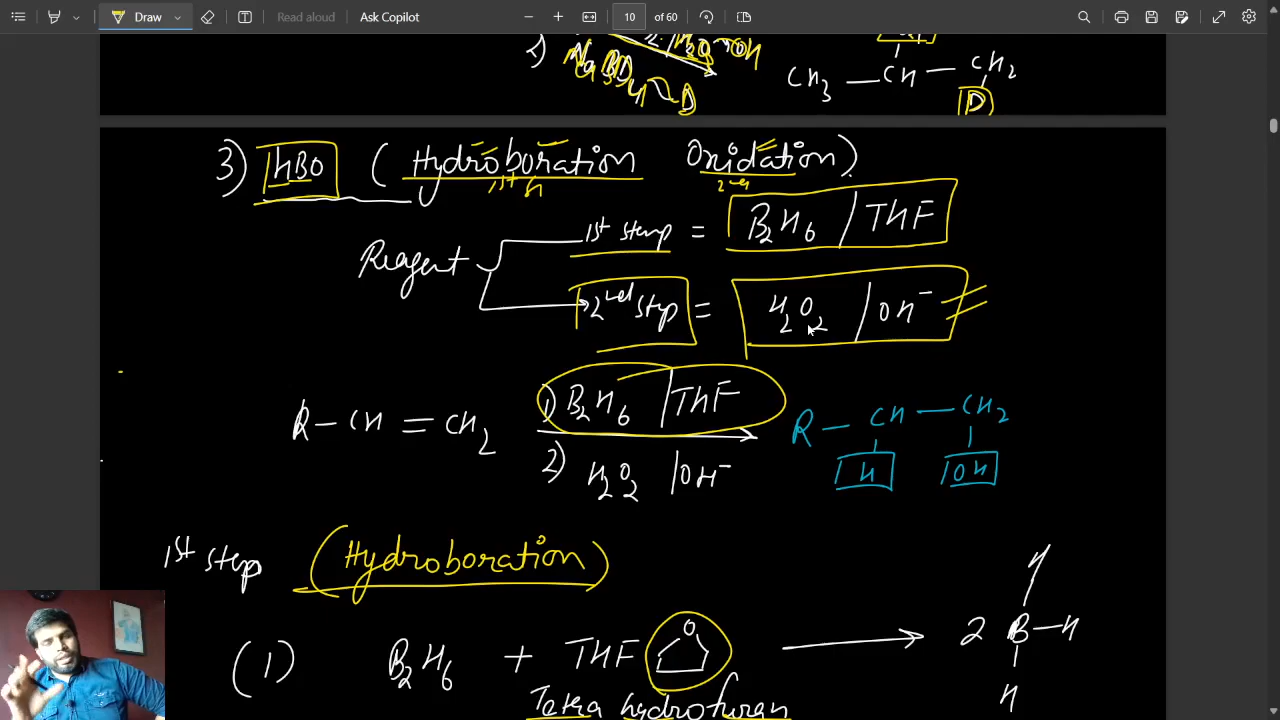 Draw
Read aloud
Ask Copilot
10 of 60
2)
CH3 — CH — CH2
D
3) HBO ( Hydroboration Oxidation )
Reagent
1st stemp = B2H6 / THF
2nd Step = H2O2 / OH−
R − CH = CH2
1) B2H6 / THF
2) H2O2 / OH−
R — CH — CH2
H OH
1st step (Hydroboration)
(1) B2H6 + THF O → 2 B − H
H
H
Tetra hydrofuran